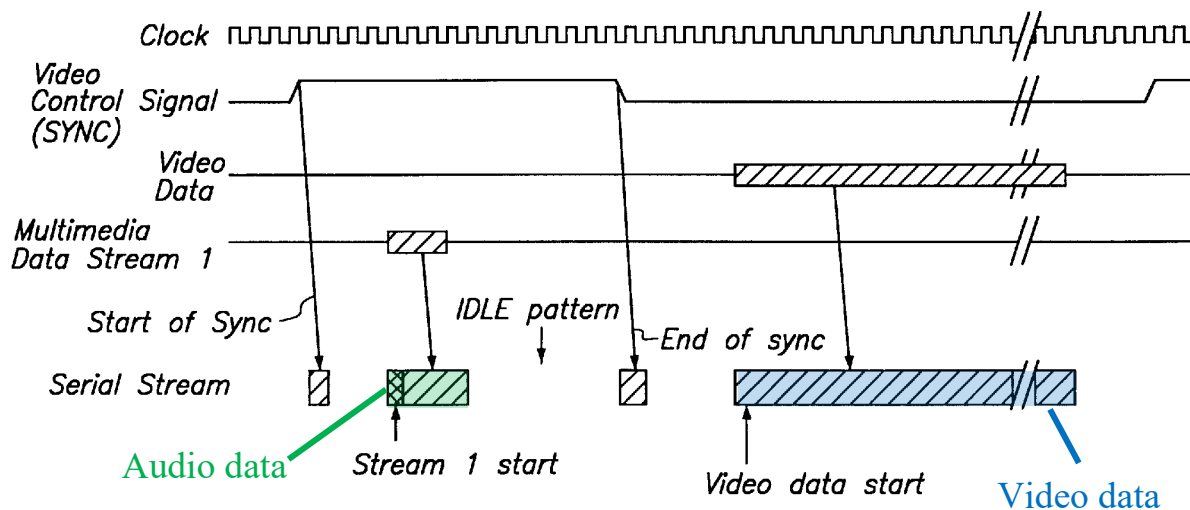 Clock
Video
Control Signal
(SYNC)
Video
Data
Multimedia
Data Stream 1
Start of Sync
IDLE pattern
End of sync
Serial Stream
Audio data
Stream 1 start
Video data start
Video data